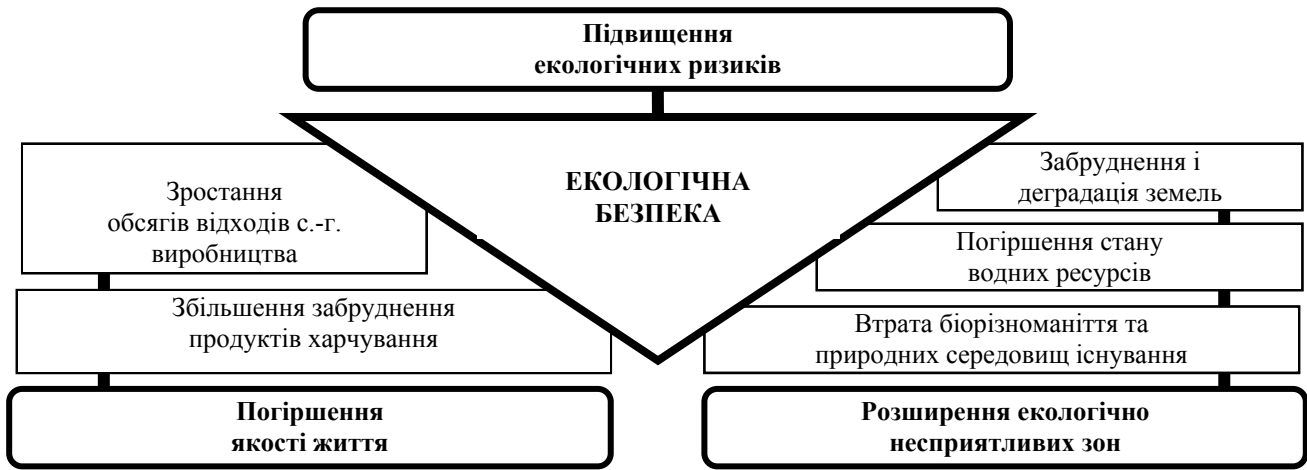 Підвищення
екологічних ризиків
ЕКОЛОГІЧНА
БЕЗПЕКА
Зростання
обсягів відходів с.-г.
виробництва
Збільшення забруднення
продуктів харчування
Погіршення
якості життя
Забруднення і
деградація земель
Погіршення стану
водних ресурсів
Втрата біорізноманіття та
природних середовищ існування
Розширення екологічно
несприятливих зон